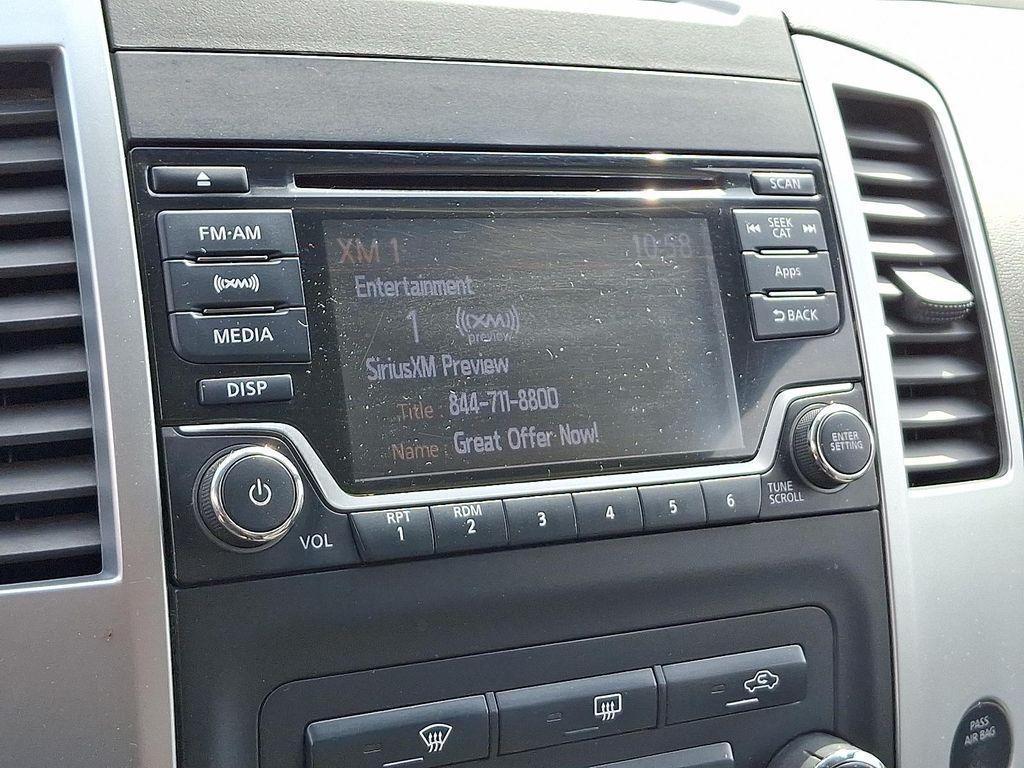 SCAN
FM·AM
XM 1 10:58
SEEK
CAT
Entertainment
((XM))
Apps
1 ((XM))
preview
MEDIA
BACK
SiriusXM Preview
DISP
Title : 844-711-8800
Name : Great Offer Now!
ENTER
SETTING
TUNE
SCROLL
VOL
RPT
1
RDM
2
3
4
5
6
PASS
AIR BAG